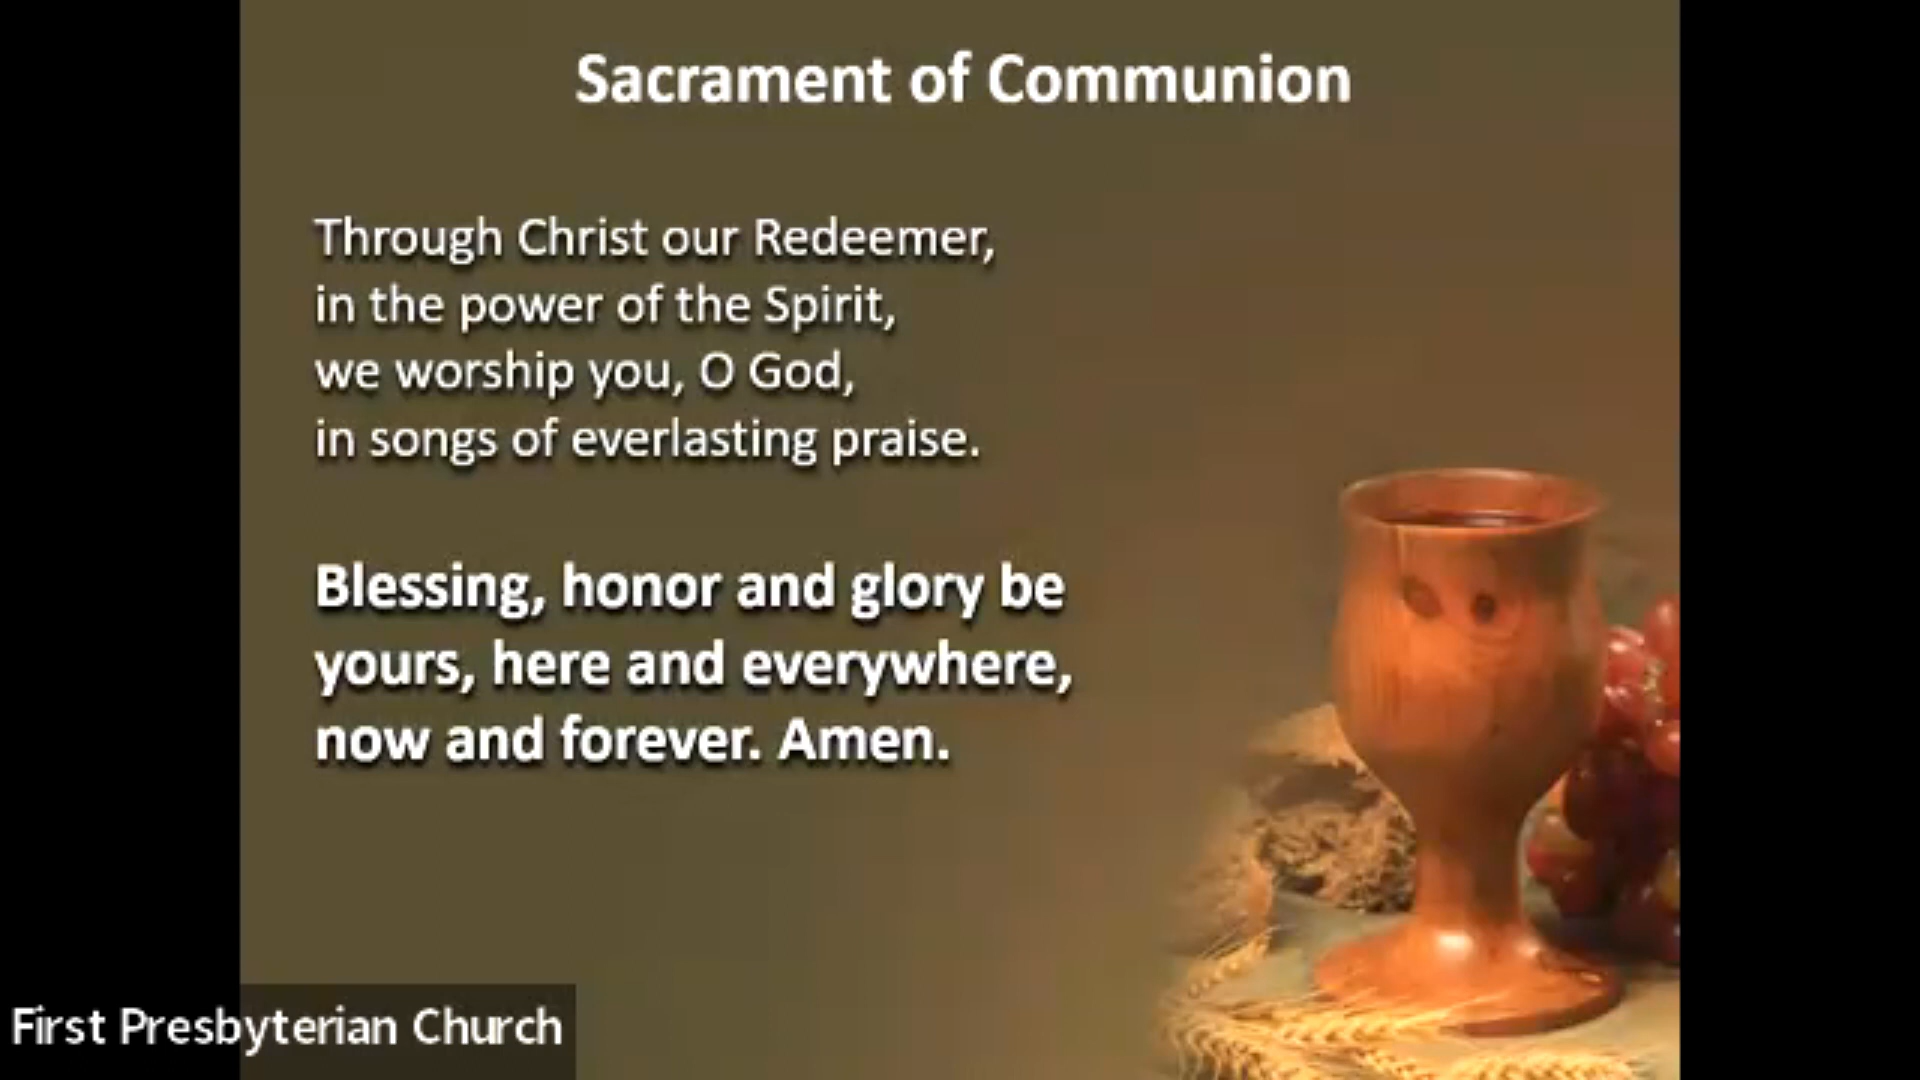 Sacrament of Communion
Through Christ our Redeemer,
in the power of the Spirit,
we worship you, O God,
in songs of everlasting praise.
Blessing, honor and glory be
yours, here and everywhere,
now and forever. Amen.
First Presbyterian Church